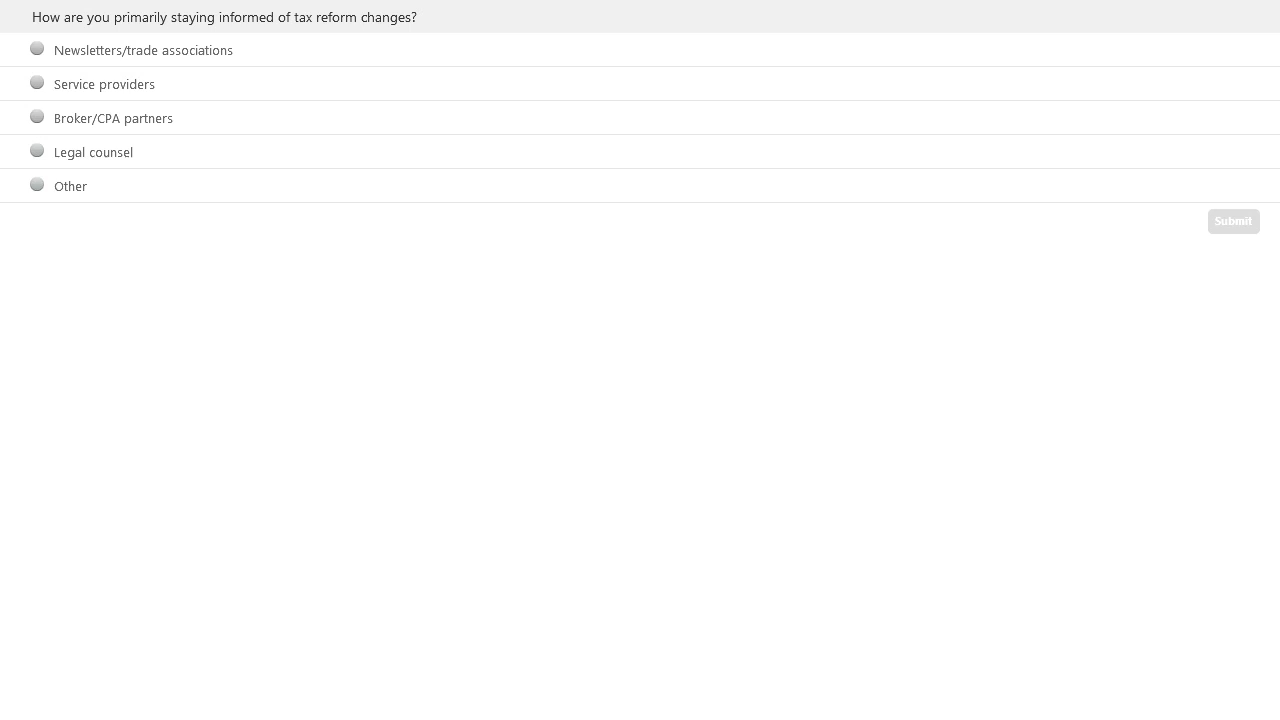 How are you primarily staying informed of tax reform changes?
Newsletters/trade associations
Service providers
Broker/CPA partners
Legal counsel
Other
Submit